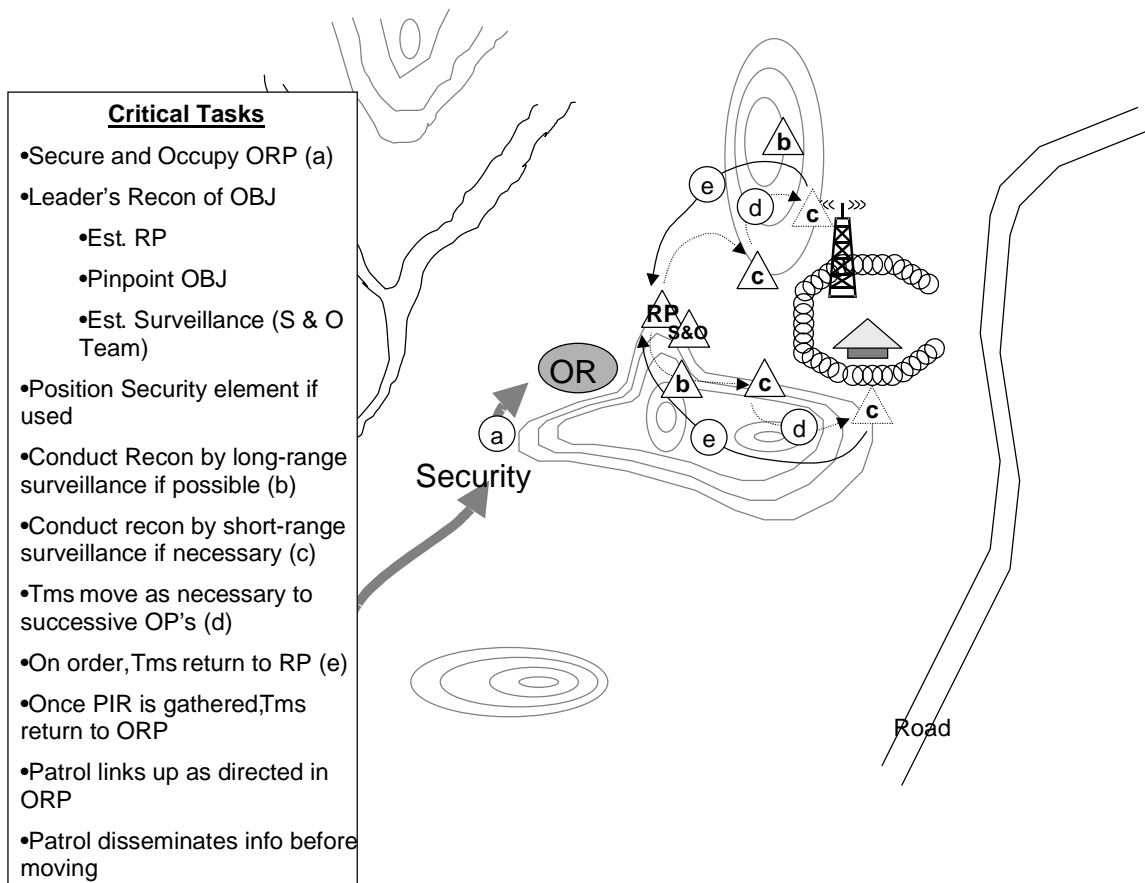 Critical Tasks
•Secure and Occupy ORP (a)
•Leader's Recon of OBJ
•Est. RP
•Pinpoint OBJ
•Est. Surveillance (S & O
Team)
•Position Security element if
used
•Conduct Recon by long-range
surveillance if possible (b)
•Conduct recon by short-range
surveillance if necessary (c)
•Tms move as necessary to
successive OP's (d)
•On order,Tms return to RP (e)
•Once PIR is gathered,Tms
return to ORP
•Patrol links up as directed in
ORP
•Patrol disseminates info before
moving
b
e
d
c
c
RP
S&O
OR
b
c
c
a
e
d
Security
Road